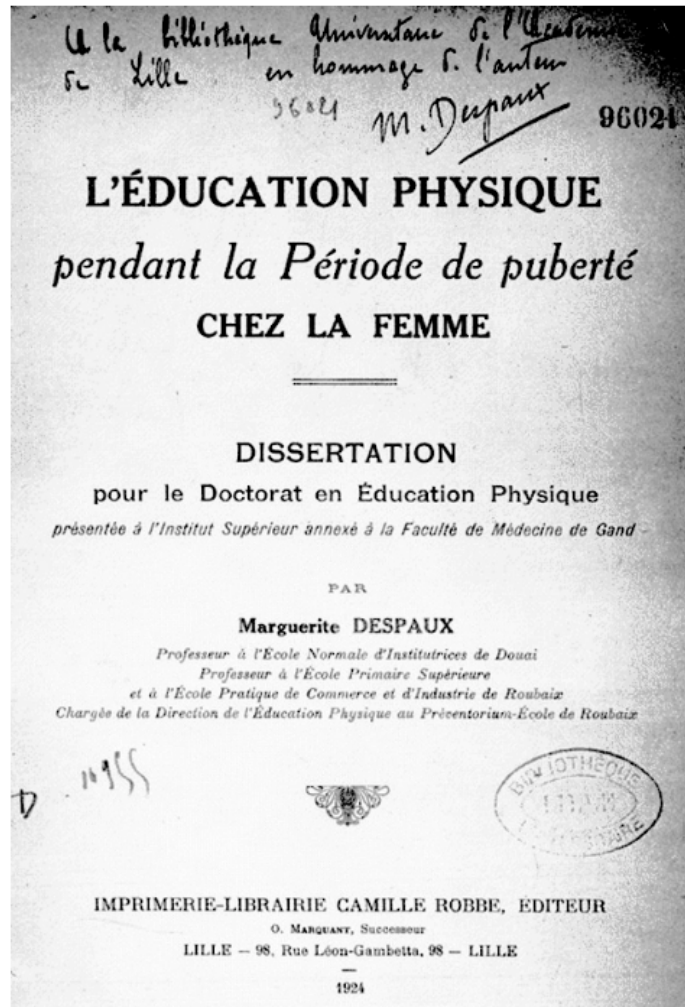 A la bibliothèque Universitaire de l'Académie
de Lille en hommage de l'auteur
96021
M. Despaux
96021
L'ÉDUCATION PHYSIQUE
pendant la Période de puberté
CHEZ LA FEMME
DISSERTATION
pour le Doctorat en Éducation Physique
présentée à l'Institut Supérieur annexé à la Faculté de Médecine de Gand
PAR
Marguerite DESPAUX
Professeur à l'École Normale d'Institutrices de Douai
Professeur à l'École Primaire Supérieure
et à l'École Pratique de Commerce et d'Industrie de Roubaix
Chargée de la Direction de l'Éducation Physique au Préventorium-École de Roubaix
D
BIBLIOTHÈQUE
IMPRIMERIE-LIBRAIRIE CAMILLE ROBBE, ÉDITEUR
O. MARQUANT, Successeur
LILLE — 98, Rue Léon-Gambetta, 98 — LILLE
1924